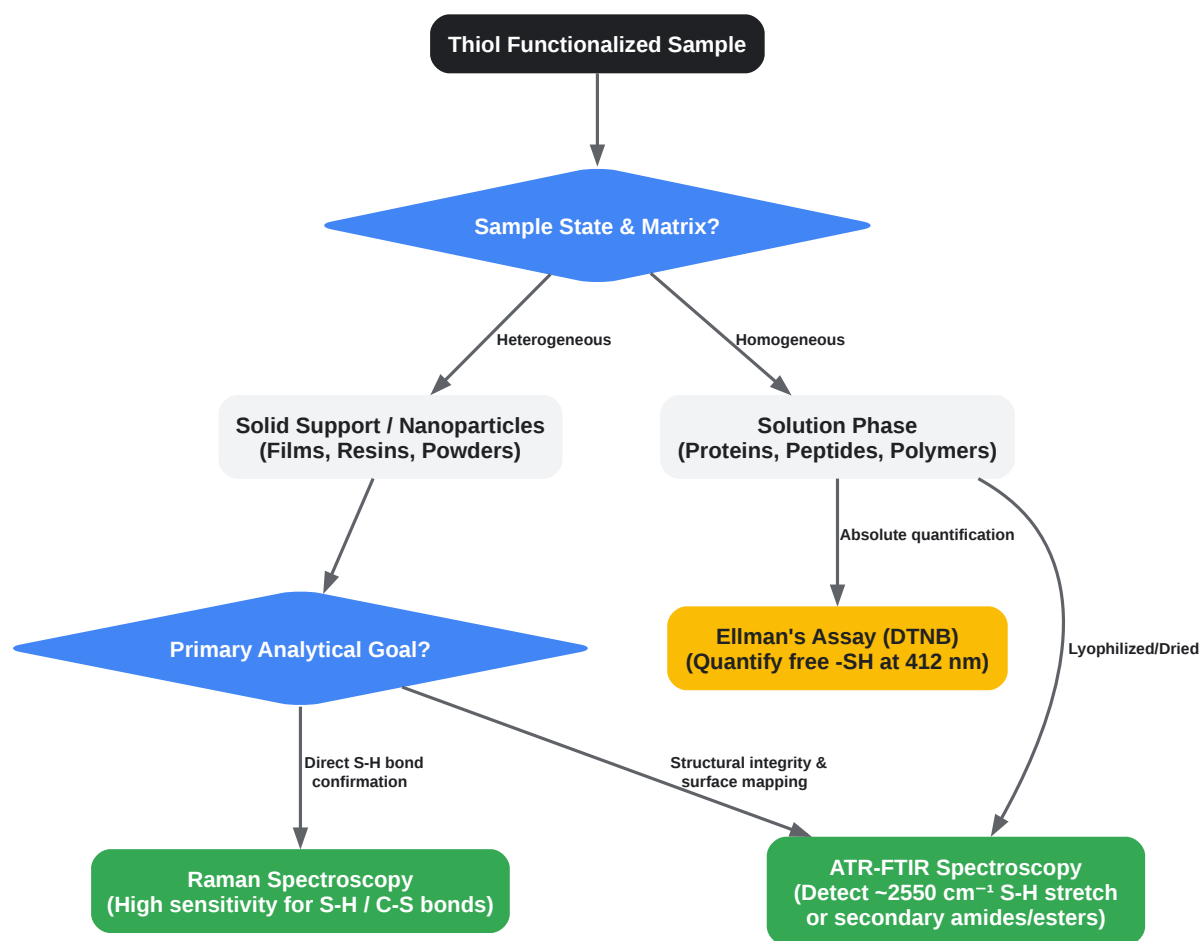 Thiol Functionalized Sample
Sample State & Matrix?
Heterogeneous
Homogeneous
Solid Support / Nanoparticles
(Films, Resins, Powders)
Solution Phase
(Proteins, Peptides, Polymers)
Absolute quantification
Ellman's Assay (DTNB)
(Quantify free -SH at 412 nm)
Lyophilized/Dried
Primary Analytical Goal?
Direct S-H bond
confirmation
Structural integrity &
surface mapping
Raman Spectroscopy
(High sensitivity for S-H / C-S bonds)
ATR-FTIR Spectroscopy
(Detect ~2550 cm⁻¹ S-H stretch
or secondary amides/esters)